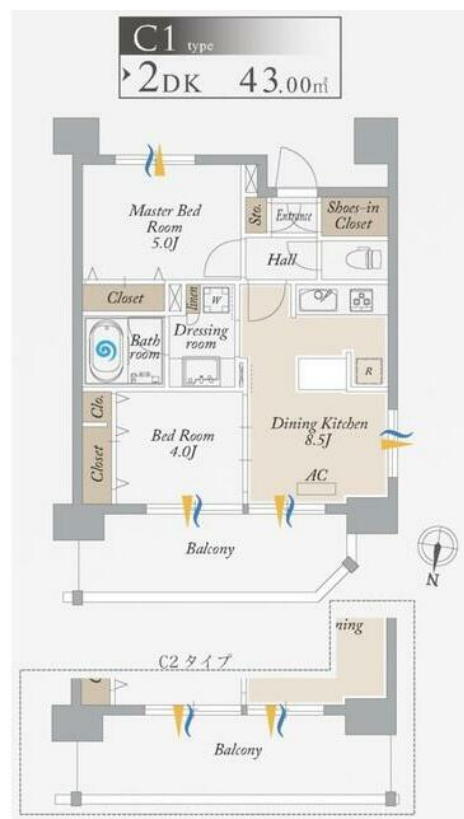 C1 type
2DK 43.00㎡
Master Bed
Room
5.0J
Sto.
Entrance
Shoes-in
Closet
Hall
Closet
linen
W
Bath
room
Dressing
room
R
Clo.
Closet
Bed Room
4.0J
Dining Kitchen
8.5J
AC
Balcony
N
ning
C2 タイプ
C
Balcony